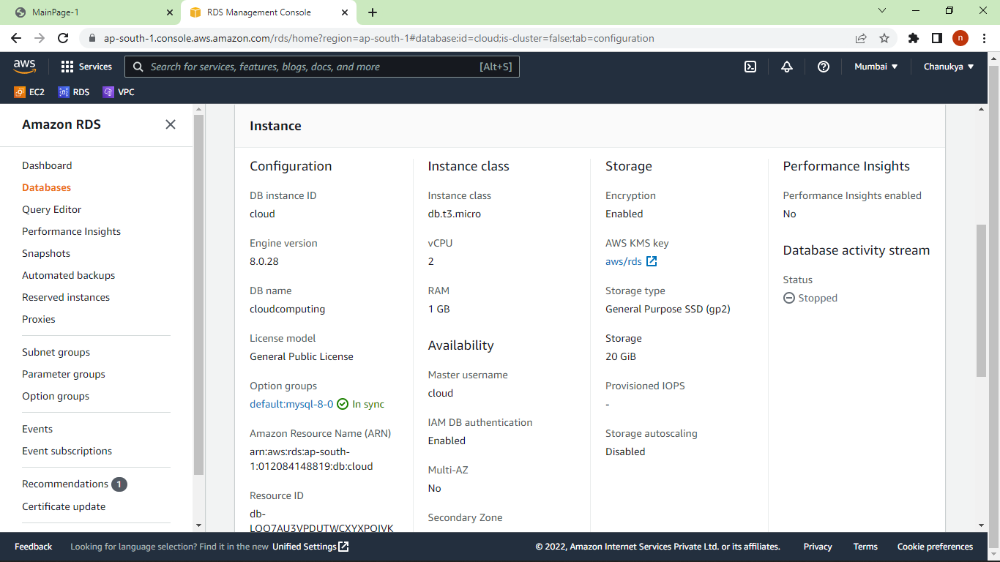 MainPage-1
RDS Management Console
ap-south-1.console.aws.amazon.com/rds/home?region=ap-south-1#database:id=cloud;is-cluster=false;tab=configuration
n
aws
Services
Search for services, features, blogs, docs, and more
[Alt+S]
Mumbai
Chanukya
EC2
RDS
VPC
Amazon RDS
Dashboard
Databases
Query Editor
Performance Insights
Snapshots
Automated backups
Reserved instances
Proxies
Subnet groups
Parameter groups
Option groups
Events
Event subscriptions
Recommendations 1
Certificate update
Instance
Configuration
DB instance ID
cloud
Engine version
8.0.28
DB name
cloudcomputing
License model
General Public License
Option groups
default:mysql-8-0 In sync
Amazon Resource Name (ARN)
arn:aws:rds:ap-south-
1:012084148819:db:cloud
Resource ID
db-
Instance class
Instance class
db.t3.micro
vCPU
2
RAM
1 GB
Availability
Master username
cloud
IAM DB authentication
Enabled
Multi-AZ
No
Secondary Zone
Storage
Encryption
Enabled
AWS KMS key
aws/rds
Storage type
General Purpose SSD (gp2)
Storage
20 GiB
Provisioned IOPS
-
Storage autoscaling
Disabled
Performance Insights
Performance Insights enabled
No
Database activity stream
Status
Stopped
Feedback
Looking for language selection? Find it in the new Unified Settings
© 2022, Amazon Internet Services Private Ltd. or its affiliates.
Privacy
Terms
Cookie preferences